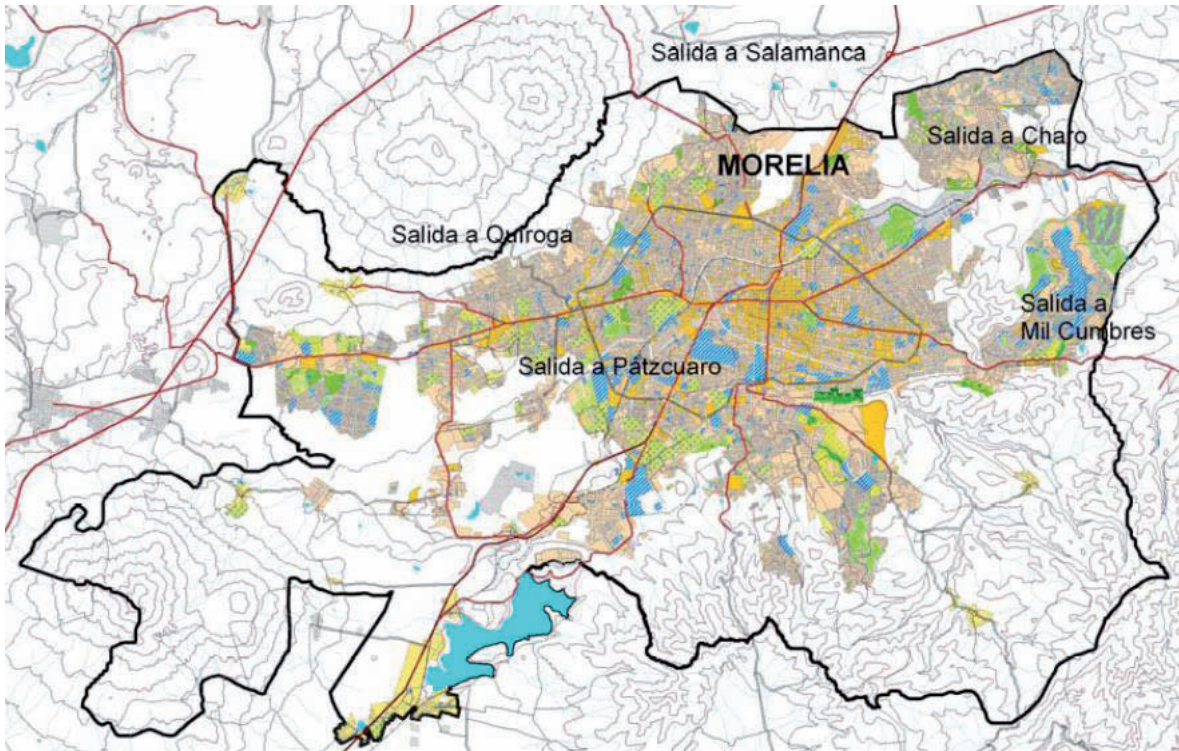 Salida a Salamanca
Salida a Charo
MORELIA
Salida a Quiroga
Salida a
Mil Cumbres
Salida a Pátzcuaro